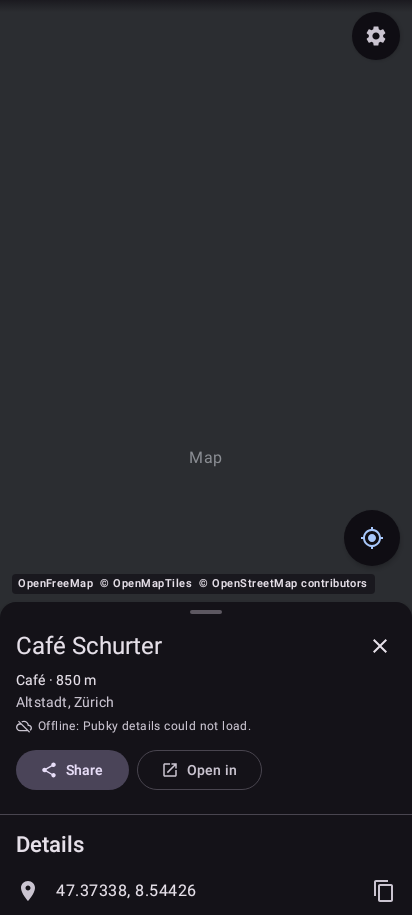 Map
OpenFreeMap © OpenMapTiles © OpenStreetMap contributors
Café Schurter
Café · 850 m
Altstadt, Zürich
Offline: Pubky details could not load.
Share
Open in
Details
47.37338, 8.54426